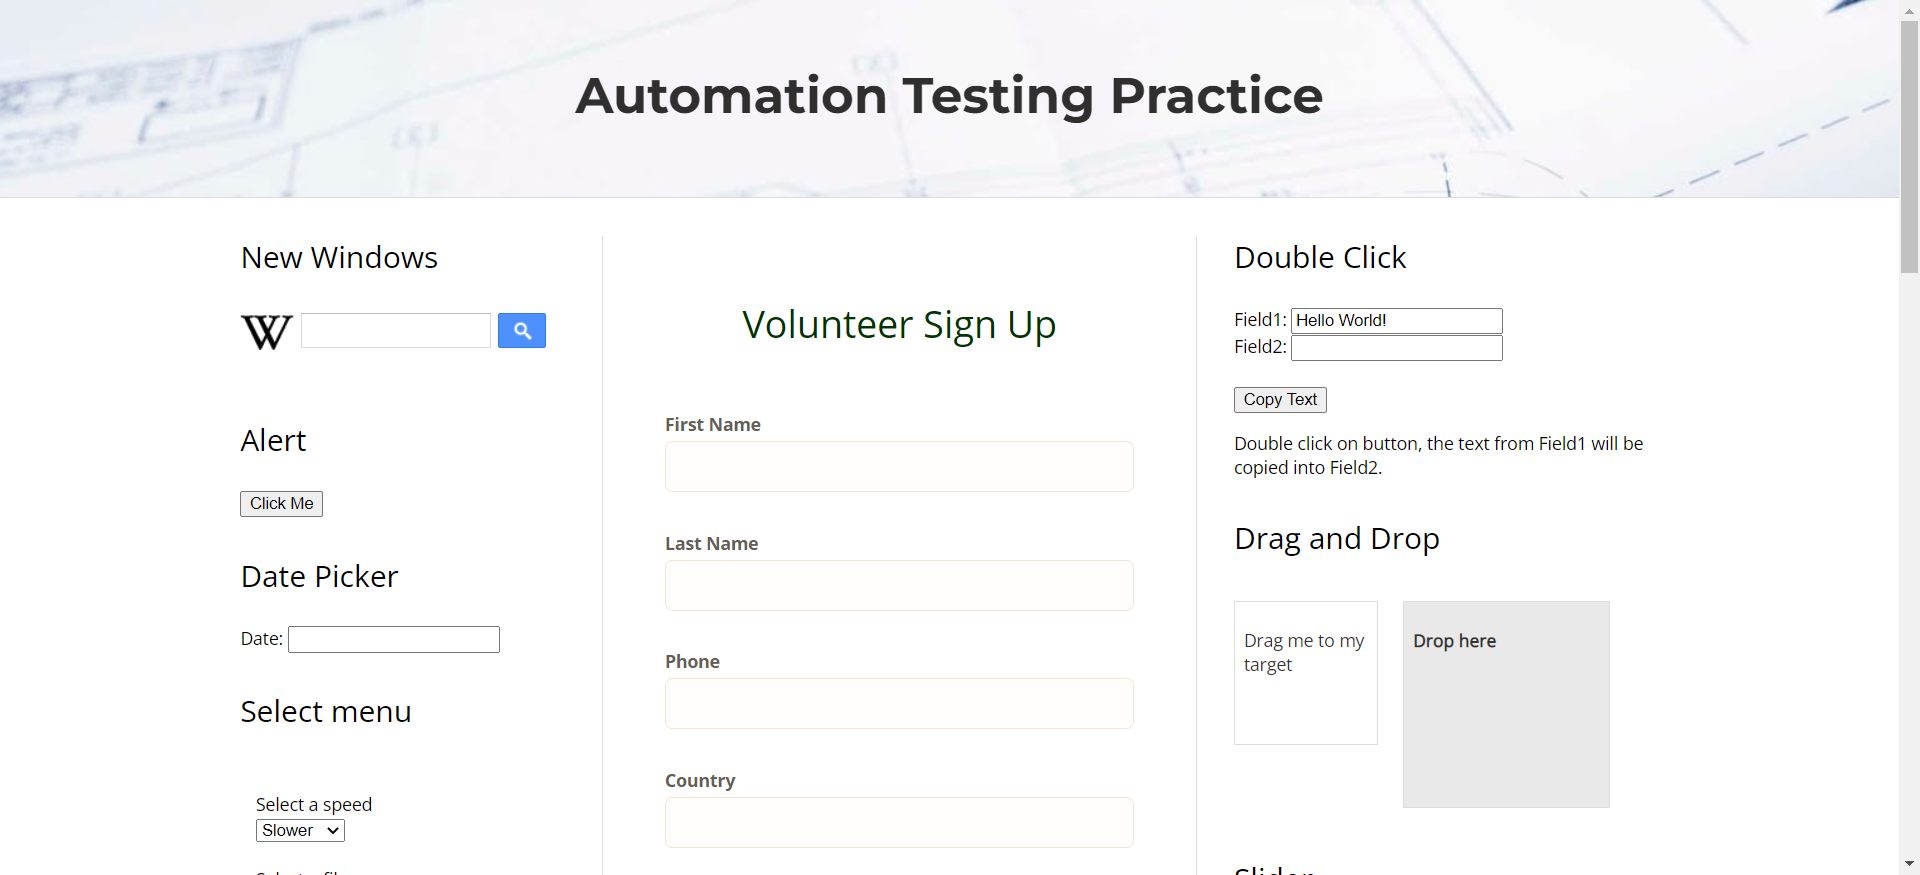 Automation Testing Practice
New Windows
W
Alert
Click Me
Date Picker
Date:
Select menu
Select a speed
Slower
Volunteer Sign Up
First Name
Last Name
Phone
Country
Double Click
Field1: Hello World!
Field2:
Copy Text
Double click on button, the text from Field1 will be
copied into Field2.
Drag and Drop
Drag me to my
target
Drop here